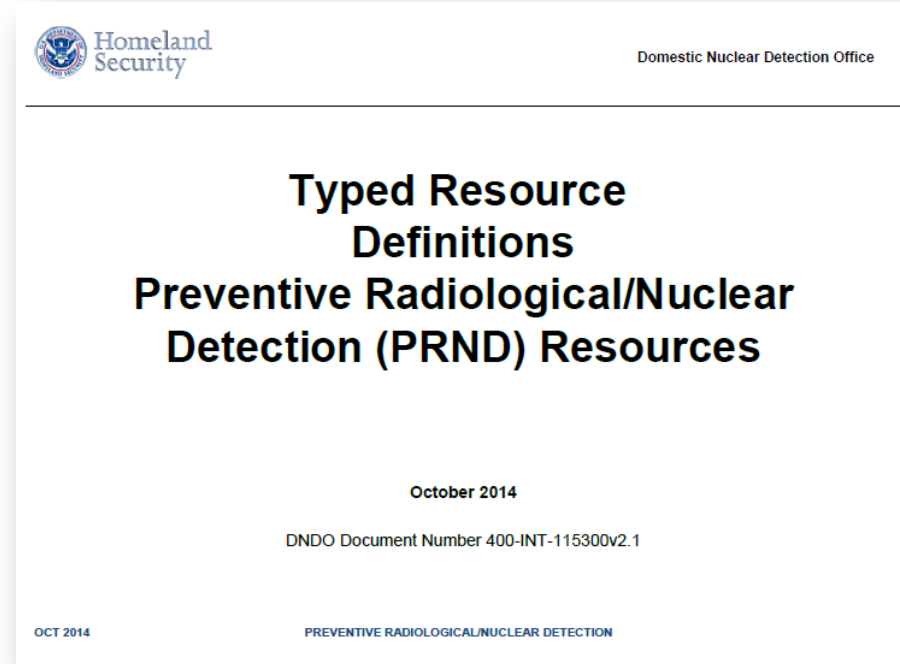 Homeland
Security
Domestic Nuclear Detection Office
Typed Resource
Definitions
Preventive Radiological/Nuclear
Detection (PRND) Resources
October 2014
DNDO Document Number 400-INT-115300v2.1
OCT 2014
PREVENTIVE RADIOLOGICAL/NUCLEAR DETECTION